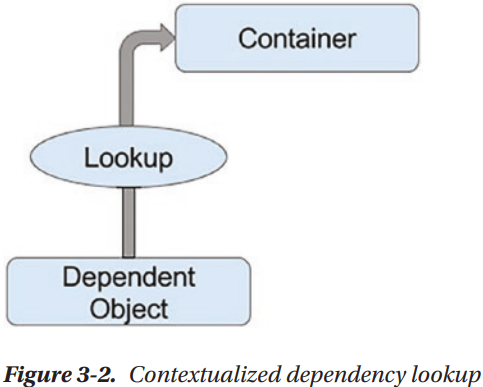 Container
Lookup
Dependent
Object
Figure 3-2. Contextualized dependency lookup